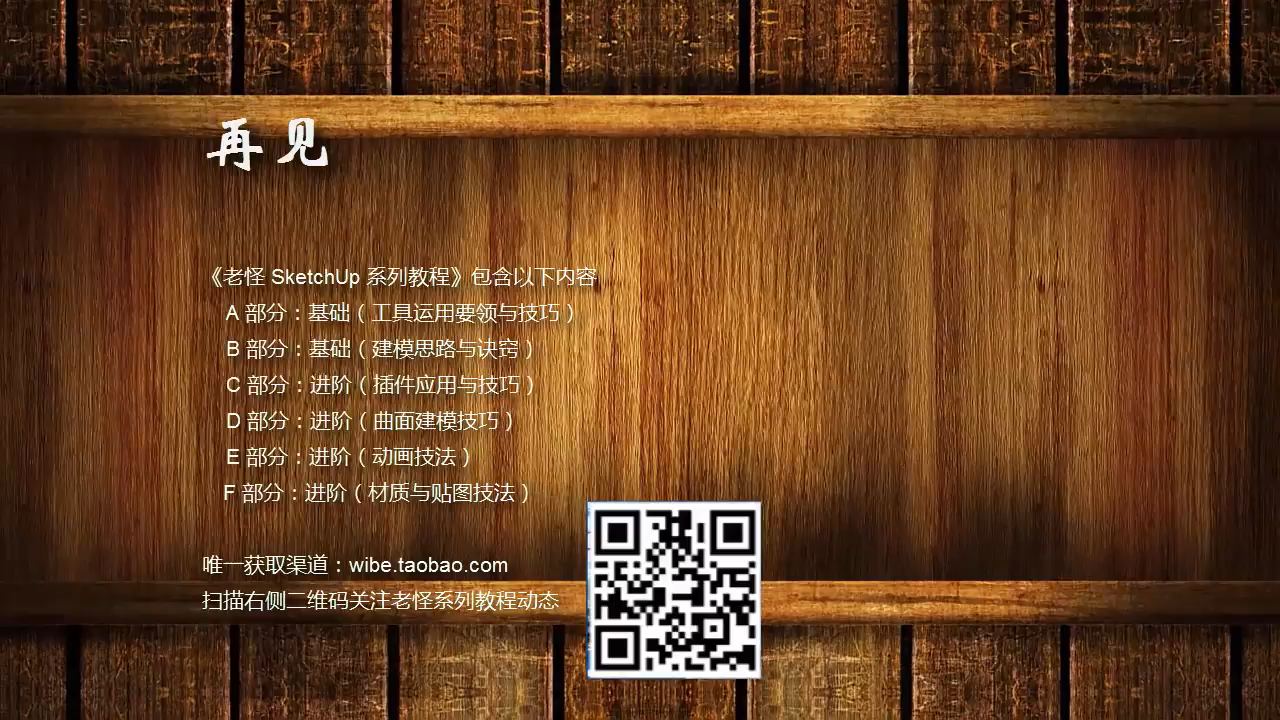 再见
《老怪 SketchUp 系列教程》包含以下内容
A 部分：基础（工具运用要领与技巧）
B 部分：基础（建模思路与诀窍）
C 部分：进阶（插件应用与技巧）
D 部分：进阶（曲面建模技巧）
E 部分：进阶（动画技法）
F 部分：进阶（材质与贴图技法）
唯一获取渠道：wibe.taobao.com
扫描右侧二维码关注老怪系列教程动态